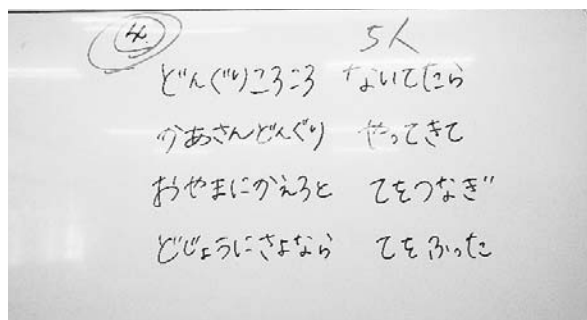 4. 5人
どんぐりころころ ないてたら
かあさんどんぐり やってきて
おやまにかえろと てをつなぎ
どじょうにさよなら てをふった